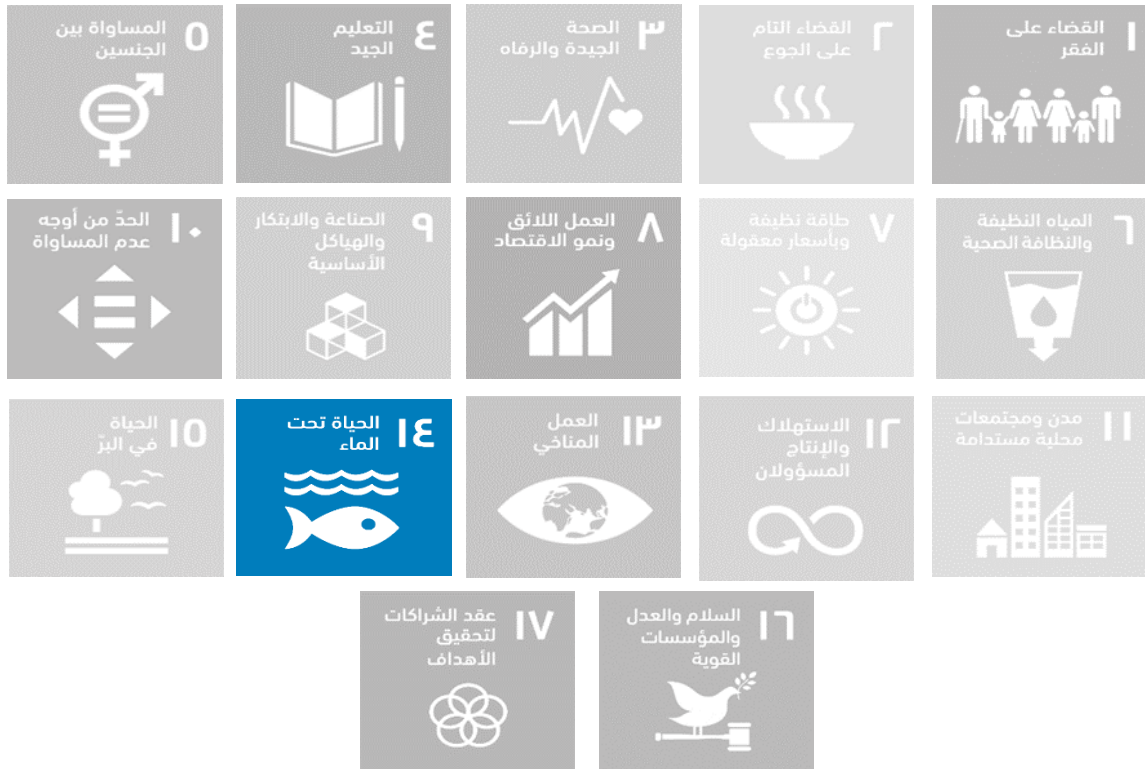 ١
القضاء على
الفقر
٢
القضاء التام
على الجوع
٣
الصحة
الجيدة والرفاه
٤
التعليم
الجيد
٥
المساواة بين
الجنسين
٦
المياه النظيفة
والنظافة الصحية
٧
طاقة نظيفة
وبأسعار معقولة
٨
العمل اللائق
ونمو الاقتصاد
٩
الصناعة والابتكار
والهياكل
الأساسية
١٠
الحدّ من أوجه
عدم المساواة
١١
مدن ومجتمعات
محلية مستدامة
١٢
الاستهلاك
والإنتاج
المسؤولان
١٣
العمل
المناخي
١٤
الحياة تحت
الماء
١٥
الحياة
في البرّ
١٦
السلام والعدل
والمؤسسات
القوية
١٧
عقد الشراكات
لتحقيق
الأهداف